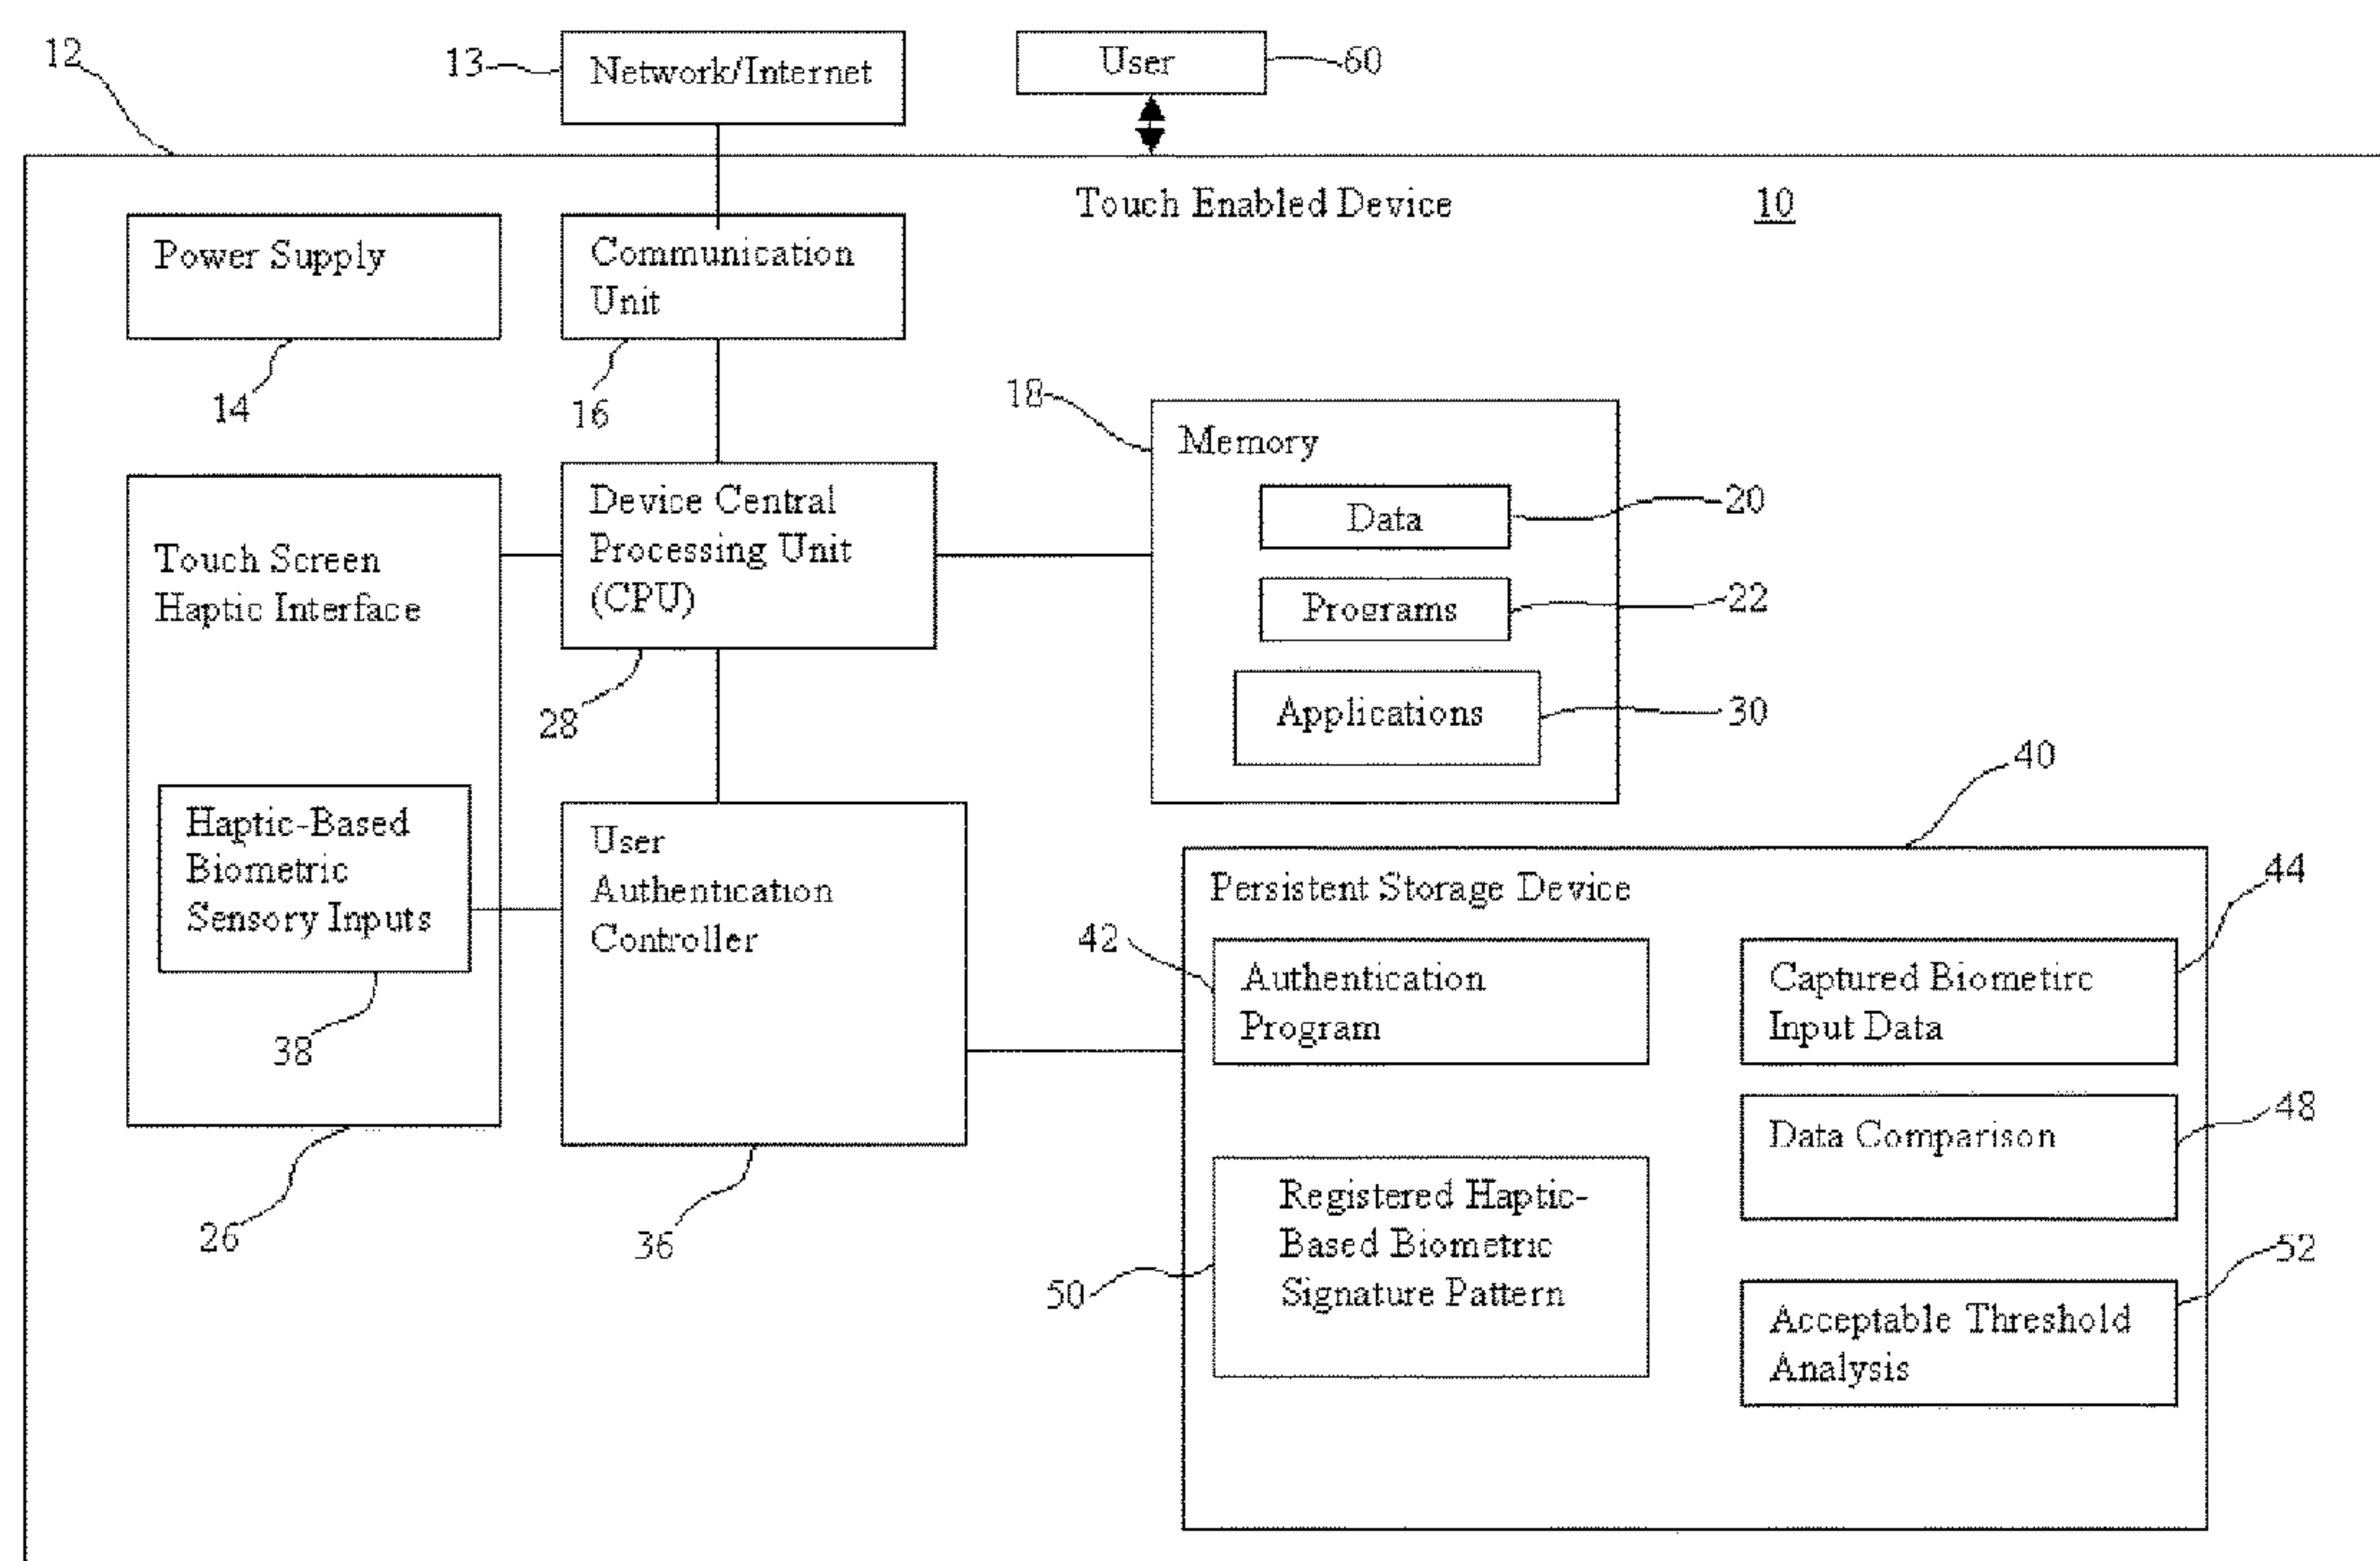 12
13
Network/Internet
User
60
Touch Enabled Device
10
Power Supply
14
Communication
Unit
16
18
Memory
Data
20
Programs
22
Applications
30
Device Central
Processing Unit
(CPU)
28
Touch Screen
Haptic Interface
Haptic-Based
Biometric
Sensory Inputs
38
26
User
Authentication
Controller
36
40
Persistent Storage Device
42
Authentication
Program
44
Captured Biometirc
Input Data
48
Data Comparison
50
Registered Haptic-
Based Biometric
Signature Pattern
52
Acceptable Threshold
Analysis